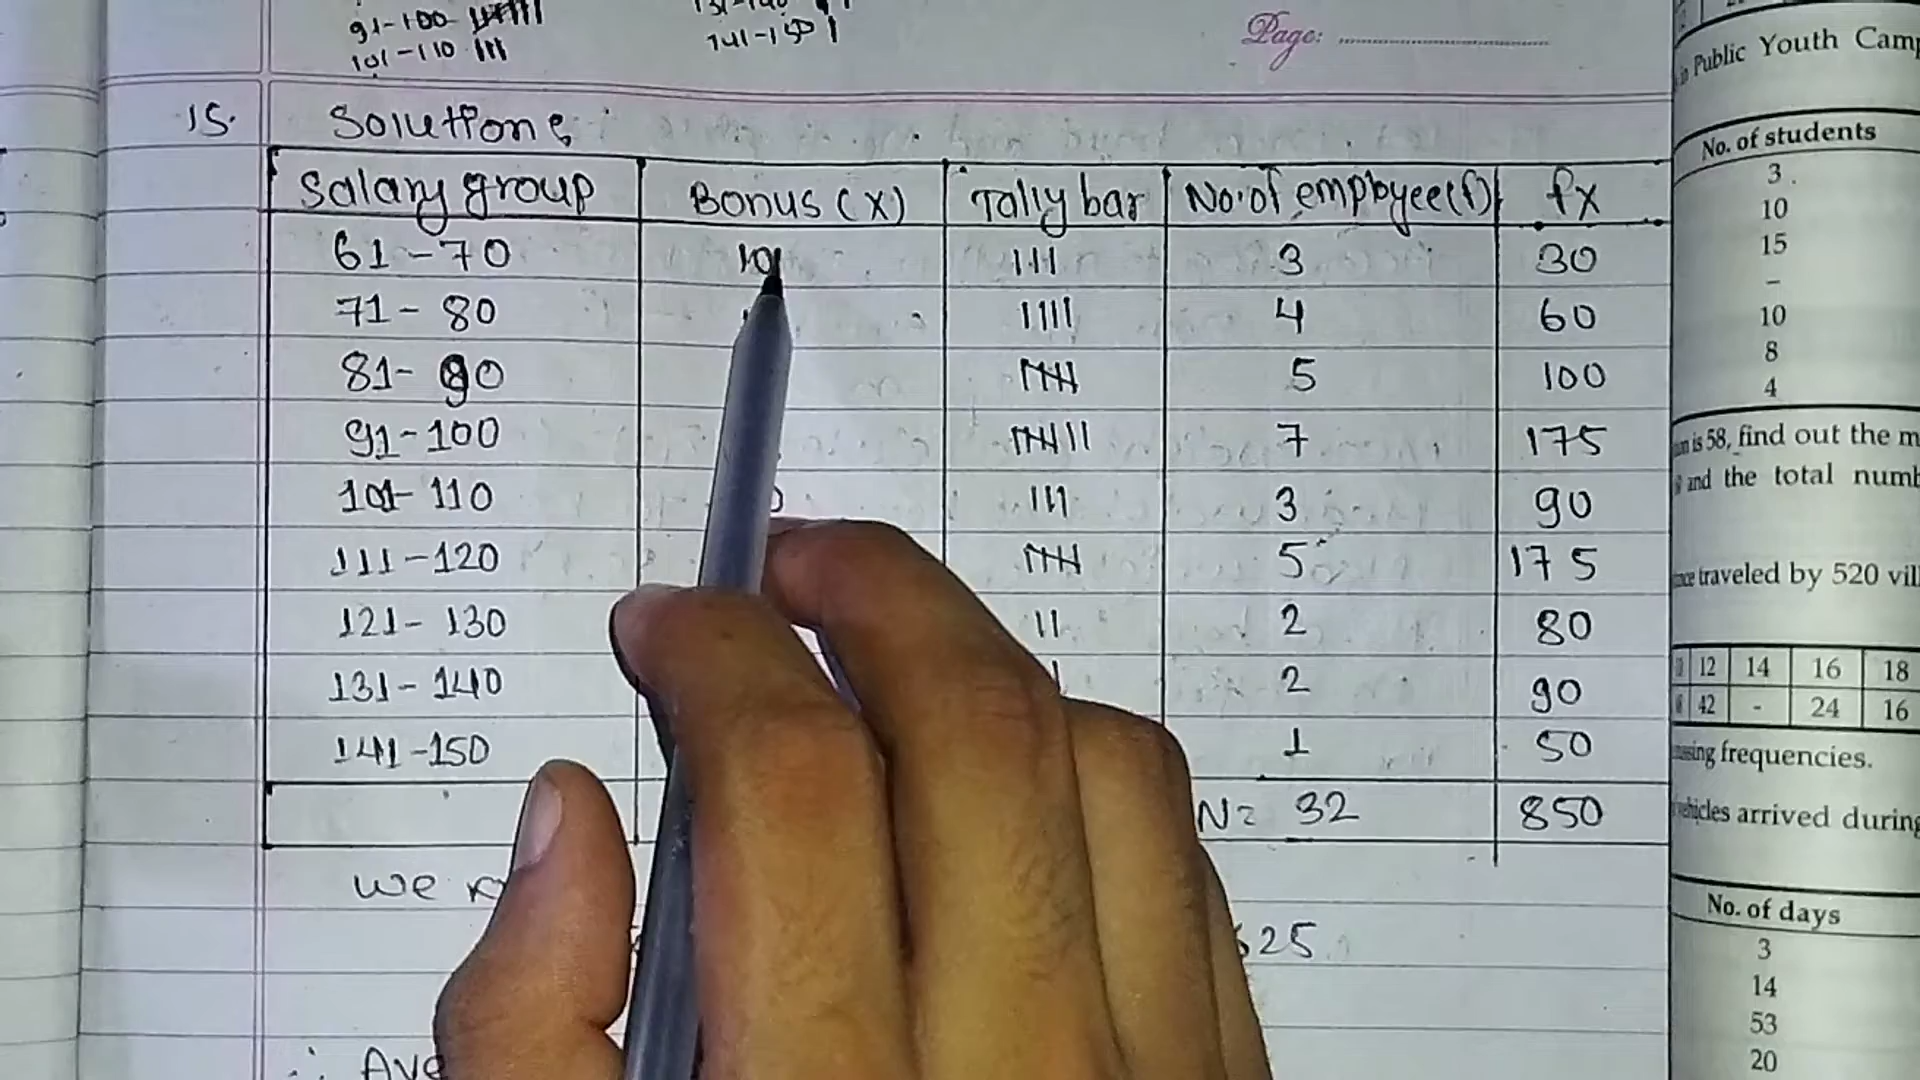 91-100
101-110
141-150
Page:
15. Solution:
Salary group Bonus (x) Tally bar No. of employee(f) fx
61-70 10 3 30
71-80 4 60
81-90 5 100
91-100 7 175
101-110 3 90
111-120 5 175
121-130 2 80
131-140 2 90
141-150 1 50
N= 32 850
we
625
∴ Ave
Public Youth Camp
No. of students
3
10
15
-
10
8
4
is 58, find out the m
and the total numb
traveled by 520 vill
12 14 16 18
42 - 24 16
frequencies.
vehicles arrived during
No. of days
3
14
53
20